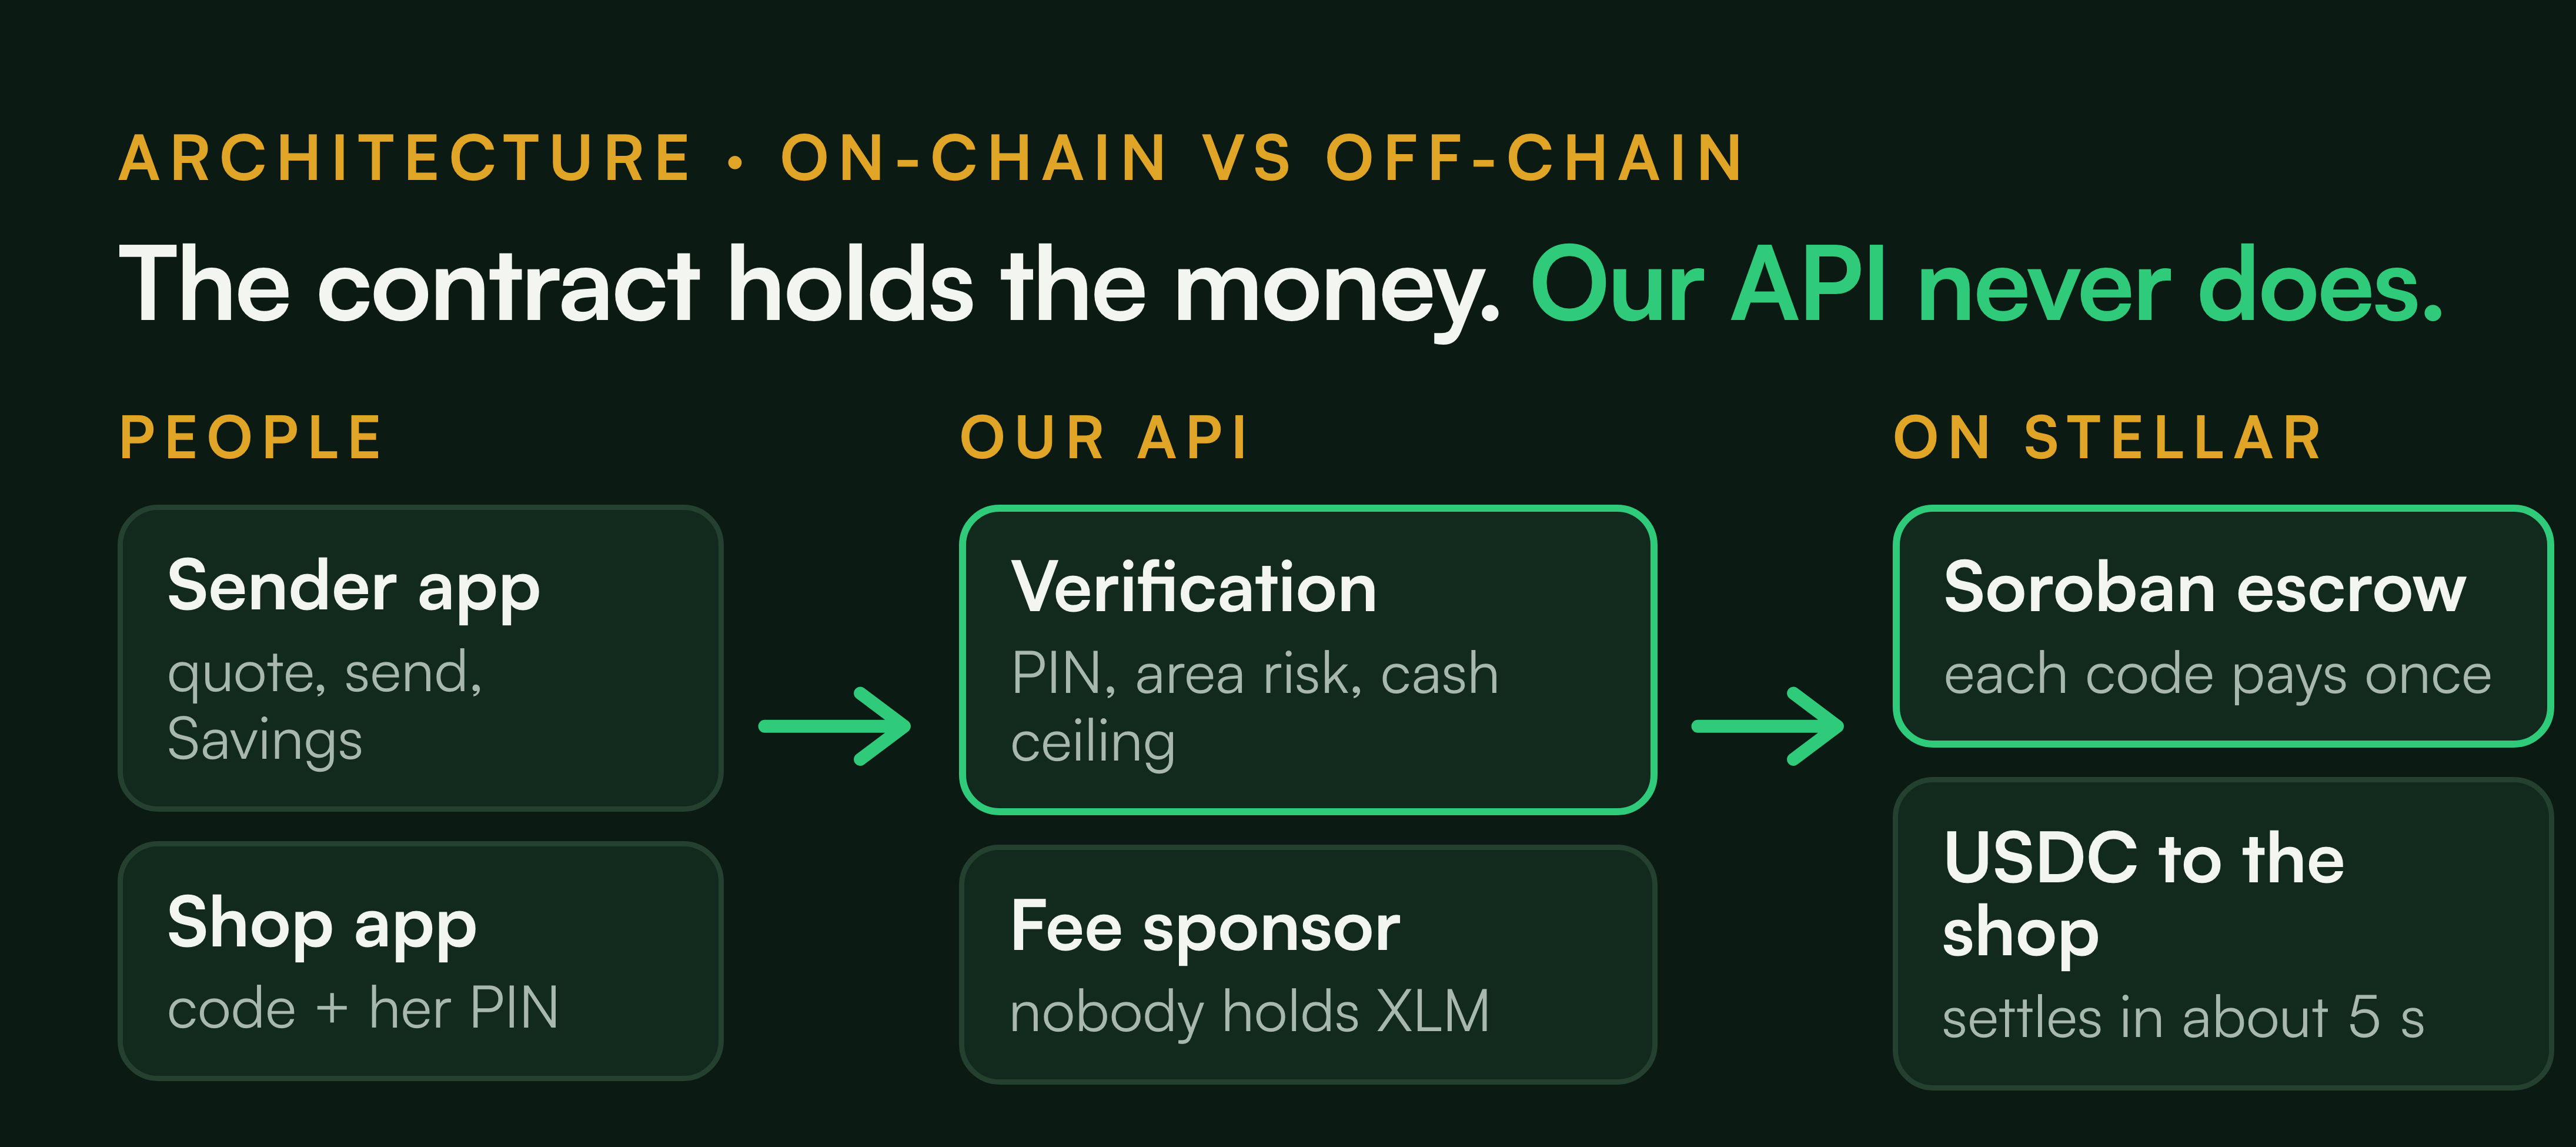 ARCHITECTURE · ON-CHAIN VS OFF-CHAIN
The contract holds the money. Our API never does.
PEOPLE
Sender app
quote, send,
Savings
Shop app
code + her PIN
OUR API
Verification
PIN, area risk, cash
ceiling
Fee sponsor
nobody holds XLM
ON STELLAR
Soroban escrow
each code pays once
USDC to the
shop
settles in about 5 s